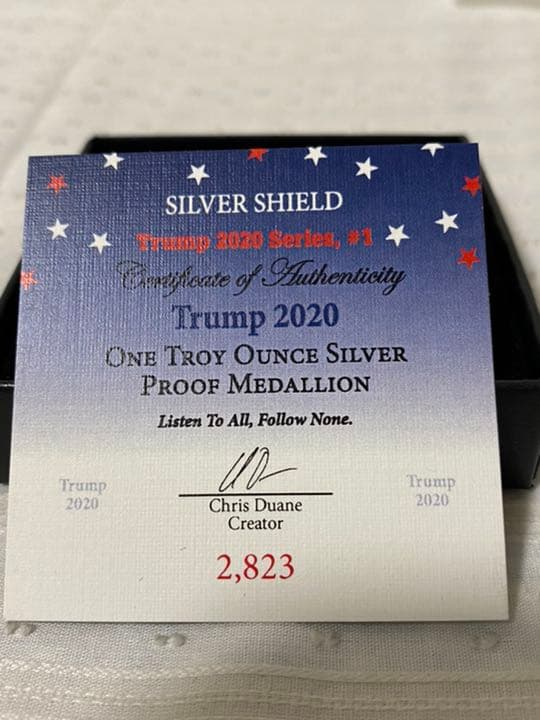 SILVER SHIELD
Trump 2020 Series, #1
Certificate of Authenticity
Trump 2020
ONE TROY OUNCE SILVER
PROOF MEDALLION
Listen To All, Follow None.
Chris Duane
Creator
Trump
2020
Trump
2020
2,823